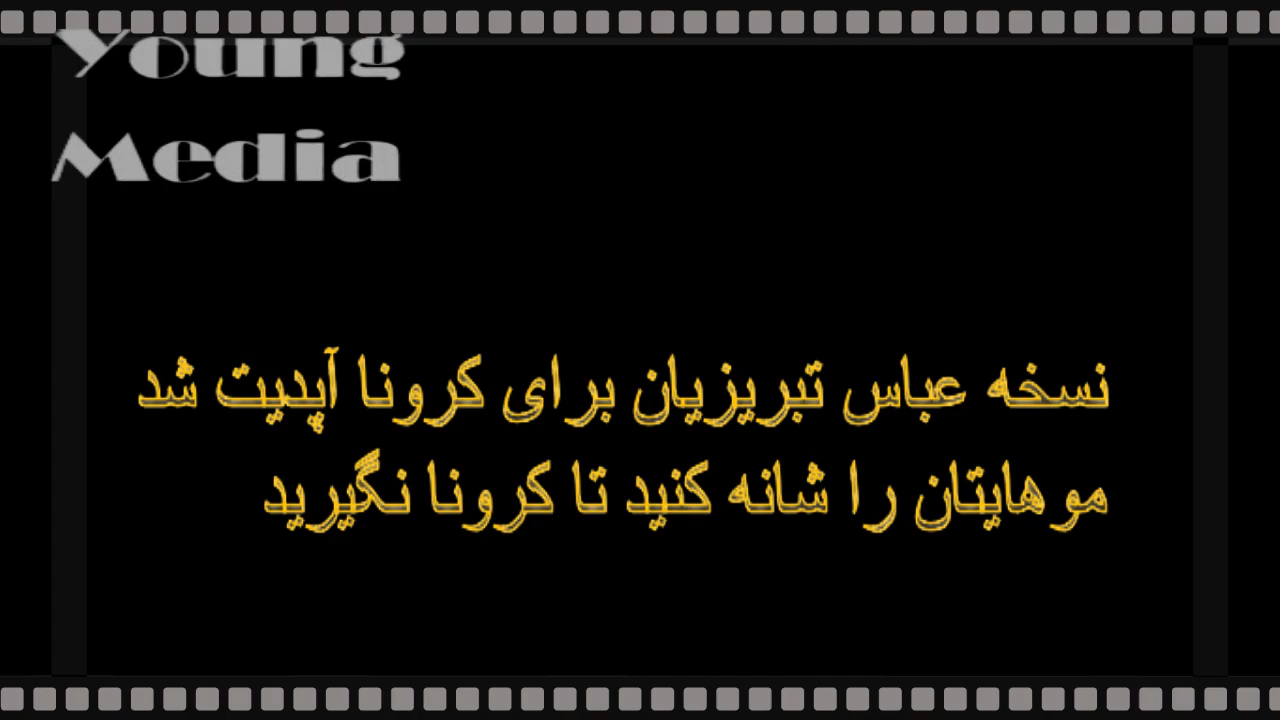 Young
Media
نسخه عباس تبریزیان برای کرونا آپدیت شد
موهایتان را شانه کنید تا کرونا نگیرید